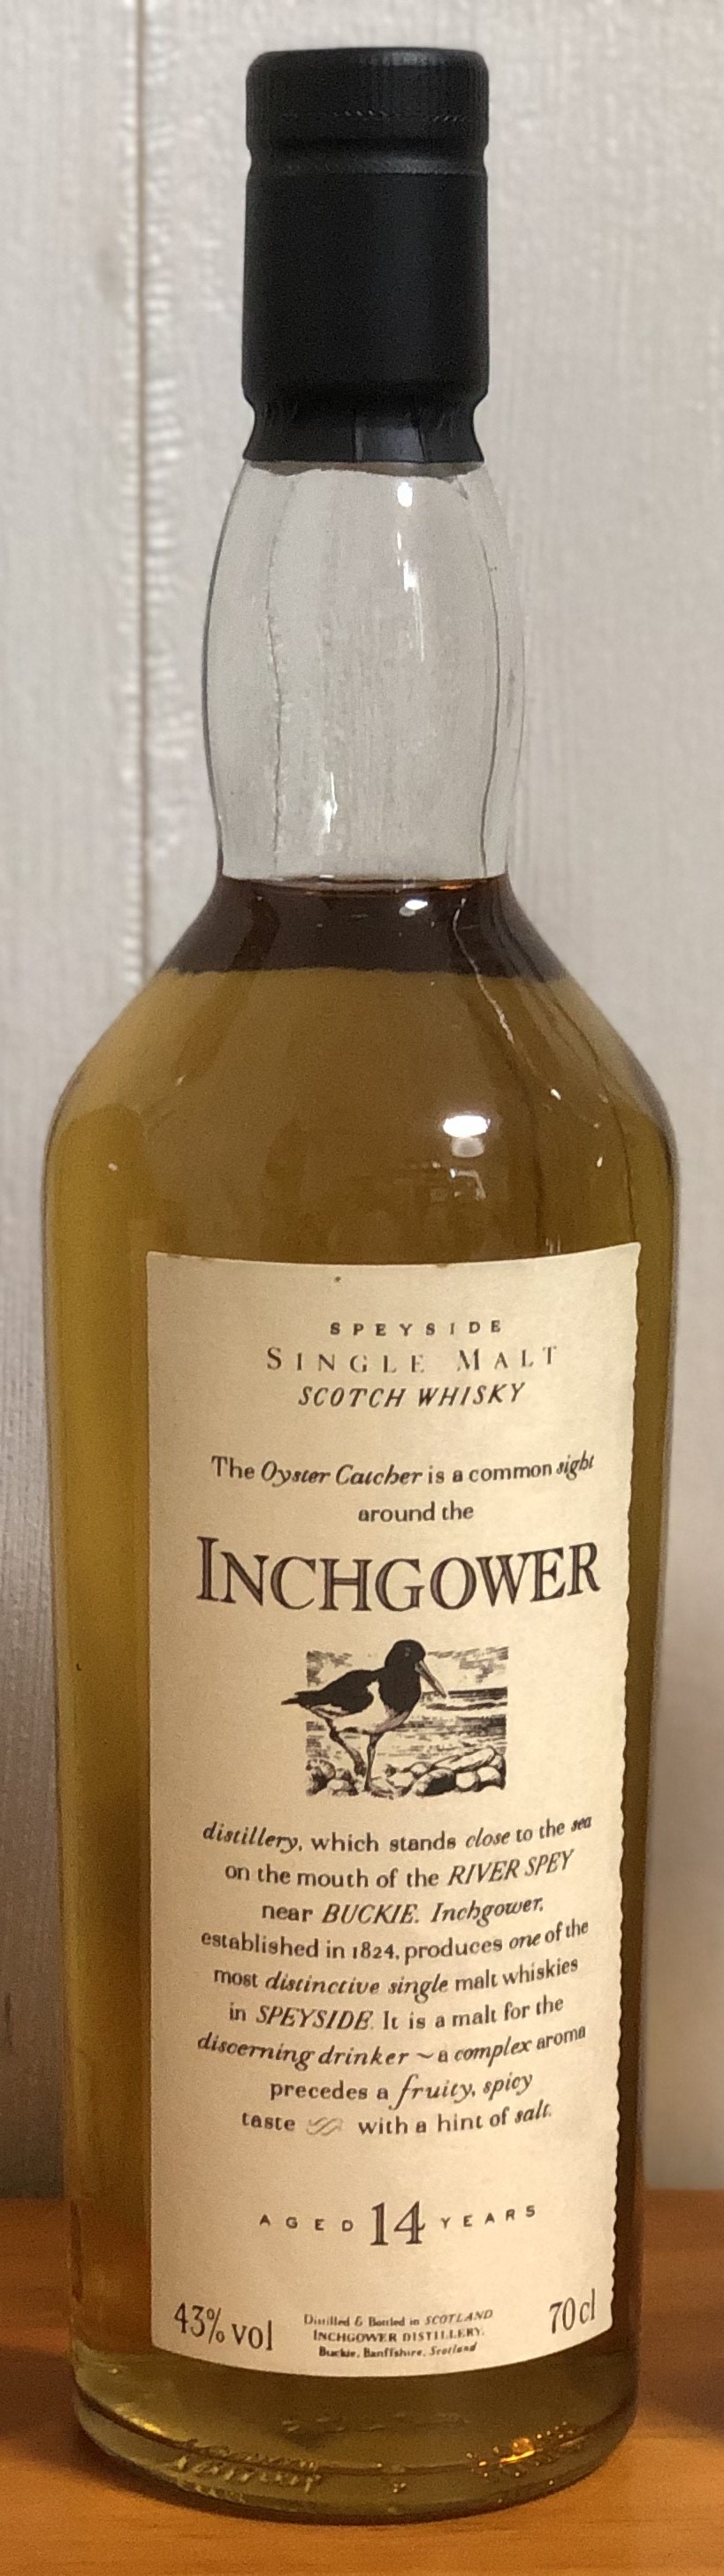 SPEYSIDE
SINGLE MALT
SCOTCH WHISKY
The Oyster Catcher is a common sight
around the
INCHGOWER
distillery, which stands close to the sea
on the mouth of the RIVER SPEY
near BUCKIE. Inchgower,
established in 1824, produces one of the
most distinctive single malt whiskies
in SPEYSIDE. It is a malt for the
discerning drinker ~ a complex aroma
precedes a fruity, spicy
taste with a hint of salt.
AGED 14 YEARS
43% vol
Distilled & Bottled in SCOTLAND
INCHGOWER DISTILLERY,
Buckie, Banffshire, Scotland
70 cl